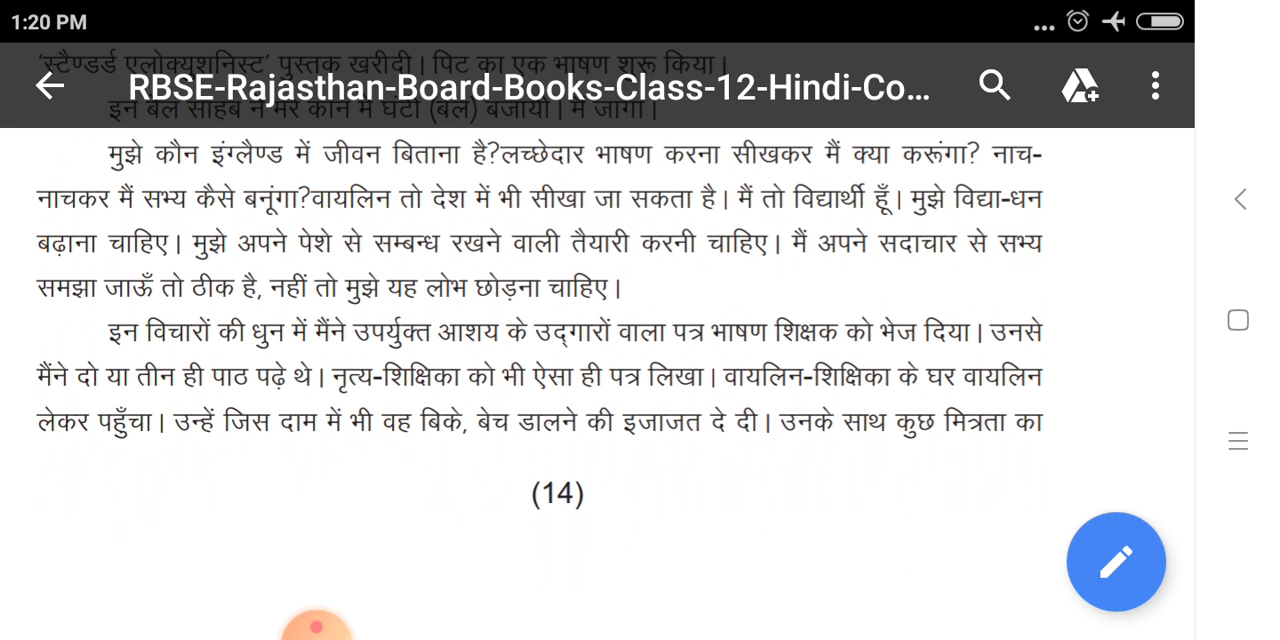 1:20 PM
'स्टैण्डर्ड एलोक्युशनिस्ट' पुस्तक खरीदी। पिट का एक भाषण शुरू किया।
RBSE-Rajasthan-Board-Books-Class-12-Hindi-Co...
इन बेल साहब ने मेरे कान में घंटी (बेल) बजायी। मैं जागा।
मुझे कौन इंग्लैण्ड में जीवन बिताना है?लच्छेदार भाषण करना सीखकर मैं क्या करूंगा? नाच-
नाचकर मैं सभ्य कैसे बनूंगा?वायलिन तो देश में भी सीखा जा सकता है। मैं तो विद्यार्थी हूँ। मुझे विद्या-धन
बढ़ाना चाहिए। मुझे अपने पेशे से सम्बन्ध रखने वाली तैयारी करनी चाहिए। मैं अपने सदाचार से सभ्य
समझा जाऊँ तो ठीक है, नहीं तो मुझे यह लोभ छोड़ना चाहिए।
इन विचारों की धुन में मैंने उपर्युक्त आशय के उद्‌गारों वाला पत्र भाषण शिक्षक को भेज दिया। उनसे
मैंने दो या तीन ही पाठ पढ़े थे। नृत्य-शिक्षिका को भी ऐसा ही पत्र लिखा। वायलिन-शिक्षिका के घर वायलिन
लेकर पहुँचा। उन्हें जिस दाम में भी वह बिके, बेच डालने की इजाजत दे दी। उनके साथ कुछ मित्रता का
(14)